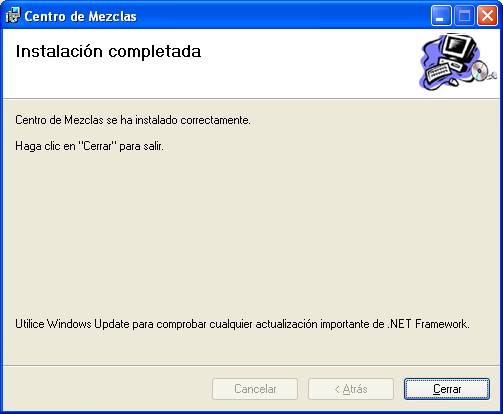 Centro de Mezclas
Instalación completada
Centro de Mezclas se ha instalado correctamente.
Haga clic en "Cerrar" para salir.
Utilice Windows Update para comprobar cualquier actualización importante de .NET Framework.
Cancelar
< Atrás
Cerrar